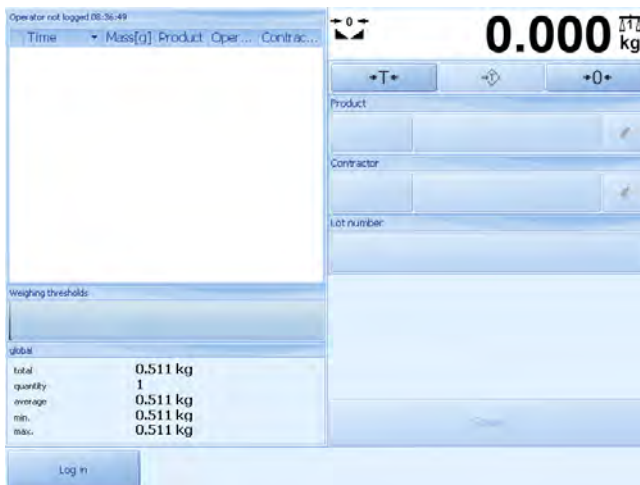 Operator not logged 08:36:49
Time Mass[g] Product Oper... Contrac...
→0←
0.000 kg
→T← →T← →0←
Product
Contractor
Lot number
Weighing thresholds
global
total 0.511 kg
quantity 1
average 0.511 kg
min. 0.511 kg
max. 0.511 kg
Log in